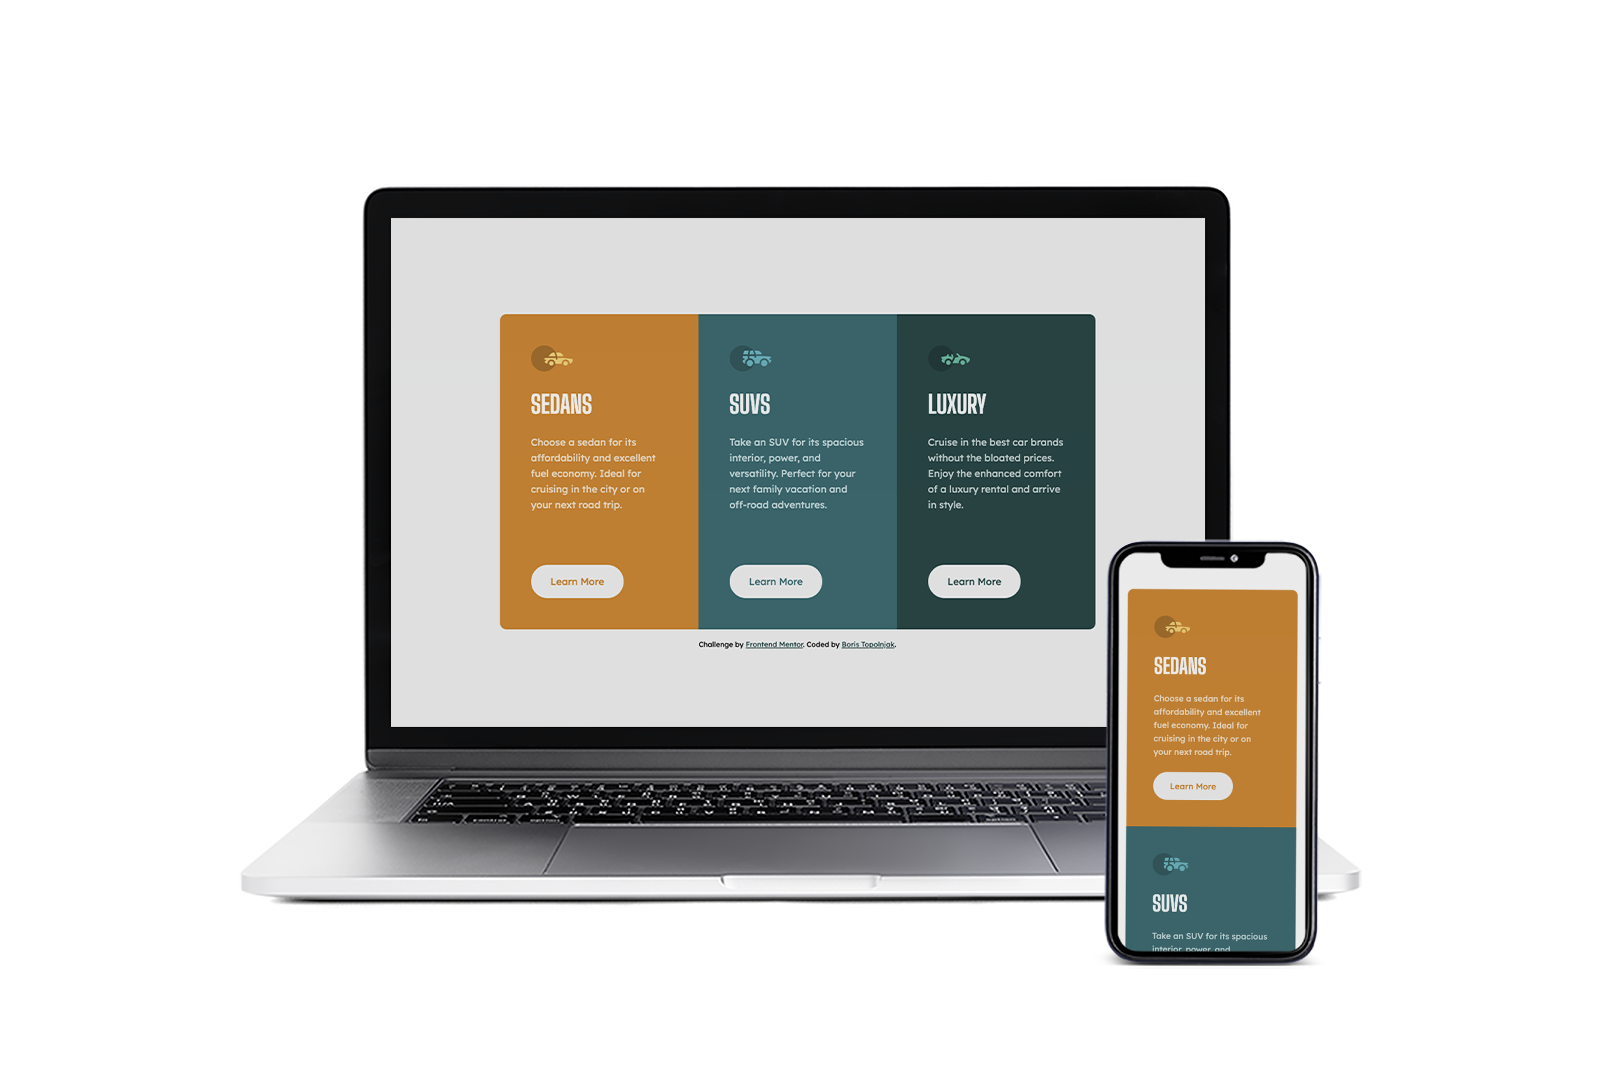 SEDANS
Choose a sedan for its
affordability and excellent
fuel economy. Ideal for
cruising in the city or on
your next road trip.
Learn More
SUVS
Take an SUV for its spacious
interior, power, and
versatility. Perfect for your
next family vacation and
off-road adventures.
Learn More
LUXURY
Cruise in the best car brands
without the bloated prices.
Enjoy the enhanced comfort
of a luxury rental and arrive
in style.
Learn More
Challenge by Frontend Mentor. Coded by Boris Topolnjak.
SEDANS
Choose a sedan for its
affordability and excellent
fuel economy. Ideal for
cruising in the city or on
your next road trip.
Learn More
SUVS
Take an SUV for its spacious
interior, power, and